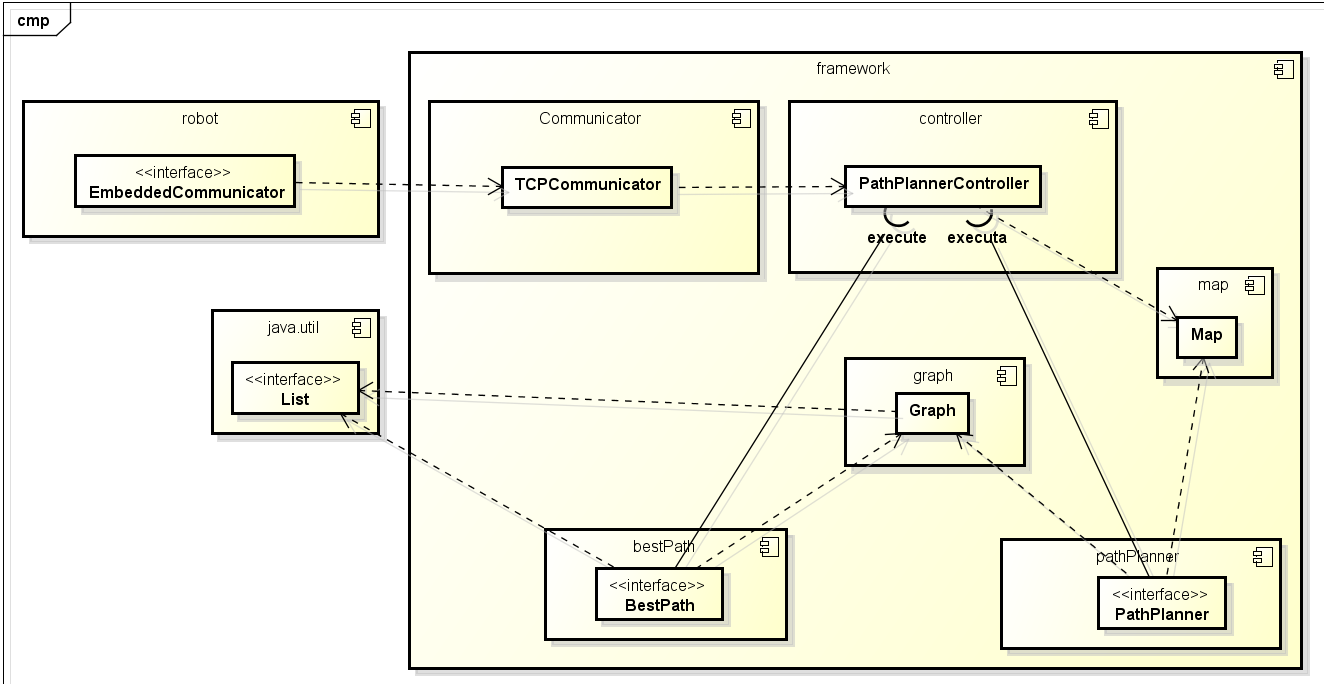 cmp
framework
robot
Communicator
controller
<<interface>>
EmbeddedCommunicator
TCPCommunicator
PathPlannerController
execute
executa
map
Map
java.util
<<interface>>
List
graph
Graph
bestPath
<<interface>>
BestPath
pathPlanner
<<interface>>
PathPlanner